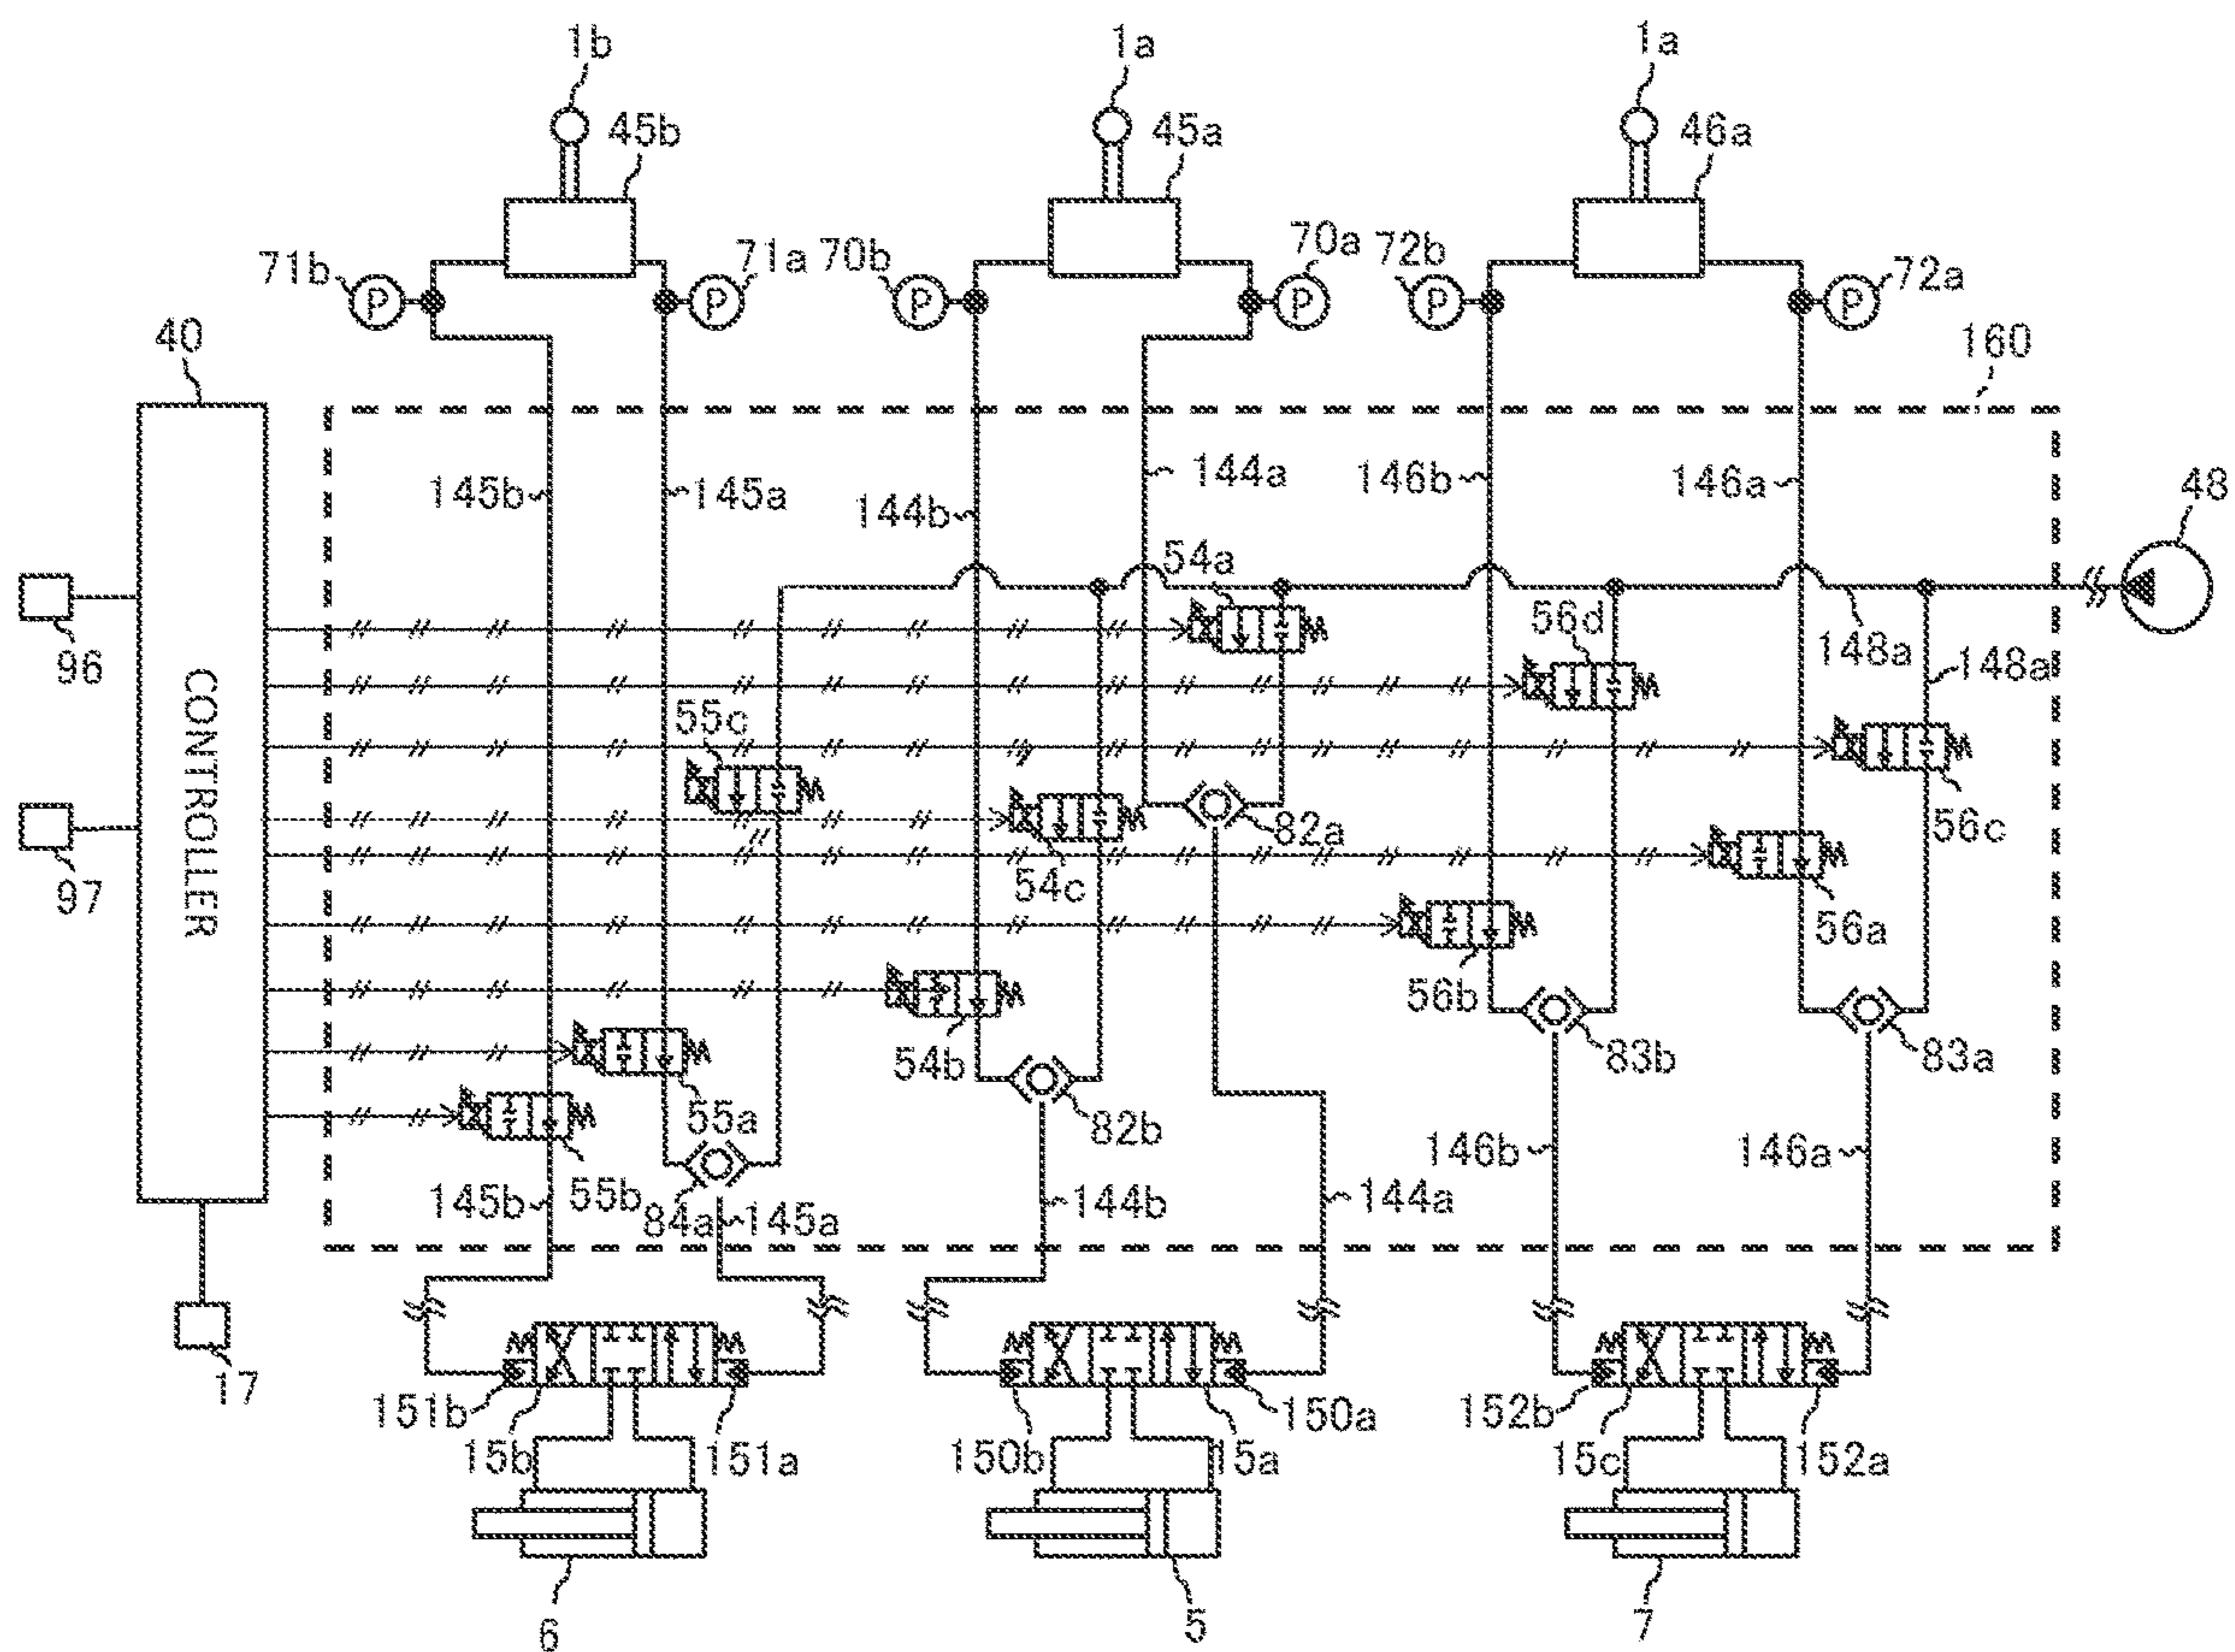 1b 1a 1a
45b 45a 46a
71b P P 71a 70b P P 70a 72b P P 72a
40 160
145b 145a 144b 144a 146b 146a 48
96 54a 56d 148a 148a
55c
CONTROLLER
97 54c 82a 56c
56a
54b 56b
55a 82b 83b 83a
145b 55b 84a 145a 144b 144a 146b 146a
17
151b 15b 151a 150b 15a 150a 152b 15c 152a
6 5 7